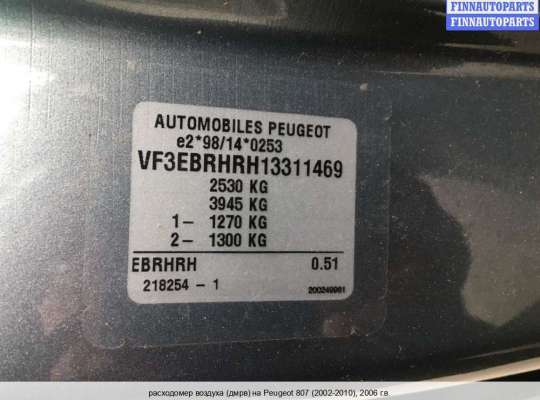 FINNAUTOPARTS
FINNAUTOPARTS
AUTOMOBILES PEUGEOT
e2*98/14*0253
VF3EBRHRH13311469
2530 KG
3945 KG
1– 1270 KG
2– 1300 KG
EBRHRH 0.51
218254 – 1 200249961
расходомер воздуха (дмрв) на Peugeot 807 (2002-2010), 2006 г.в.